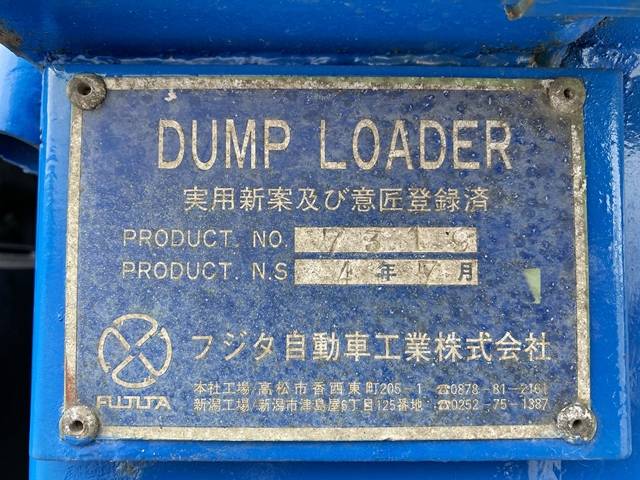 DUMP LOADER
実用新案及び意匠登録済
PRODUCT. NO. 7319
PRODUCT. N.S 4年 7月
フジタ自動車工業株式会社
FUJITA
本社工場/高松市香西東町205-1 ☎0878-81-2161
新潟工場/新潟市津島屋6丁目125番地 ☎0252-75-1387